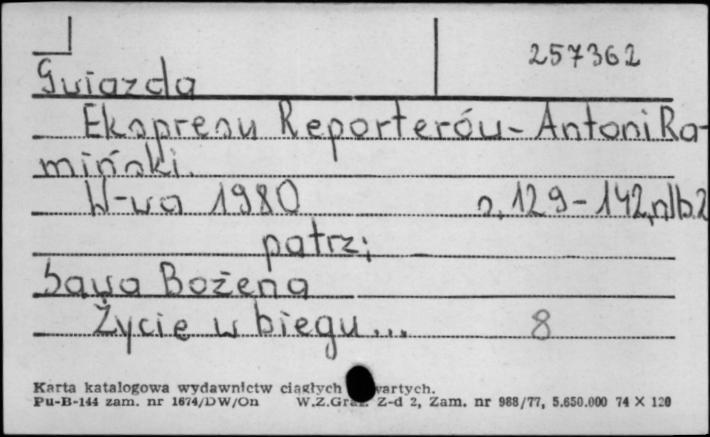 257362
Gwiazda
Ekspresu Reporterów - Antoni Ra-
miński.
W-wa 1980 s. 129-142, nlb. 2
patrz:
Sawa Bożena
Życie w biegu... 8
Karta katalogowa wydawnictw ciągłych wartych.
Pu-B-144 zam. nr 1674/DW/On W.Z.Graf. Z-d 2, Zam. nr 988/77, 5.650.000 74 X 120